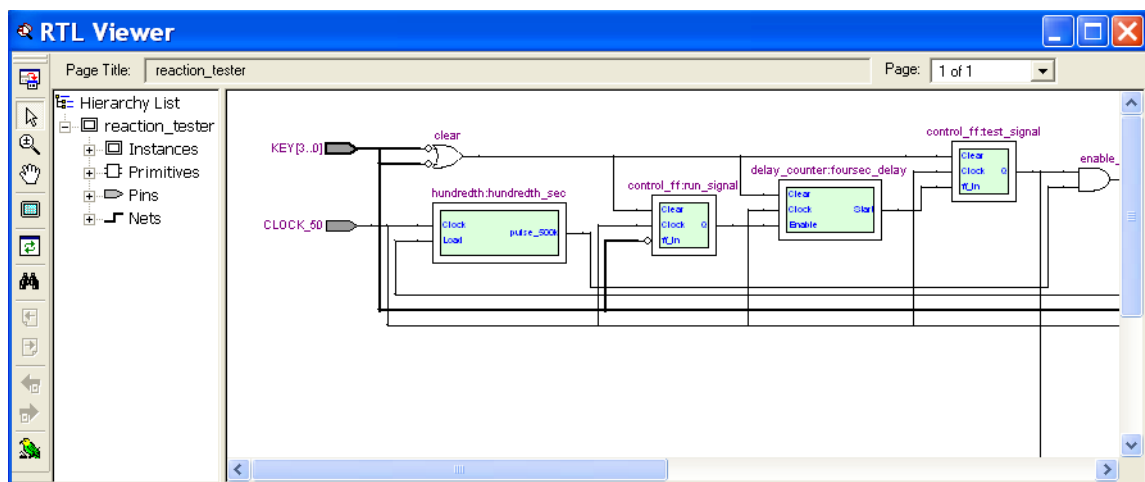 RTL Viewer
Page Title: reaction_tester
Page: 1 of 1
Hierarchy List
reaction_tester
Instances
Primitives
Pins
Nets
KEY[3..0]
CLOCK_50
clear
hundredth:hundredth_sec
Clock
Load
pulse_500k
control_ff:run_signal
Clear
Clock
Q
ff_in
delay_counter:foursec_delay
Clear
Clock
Start
Enable
control_ff:test_signal
Clear
Clock
Q
ff_in
enable_